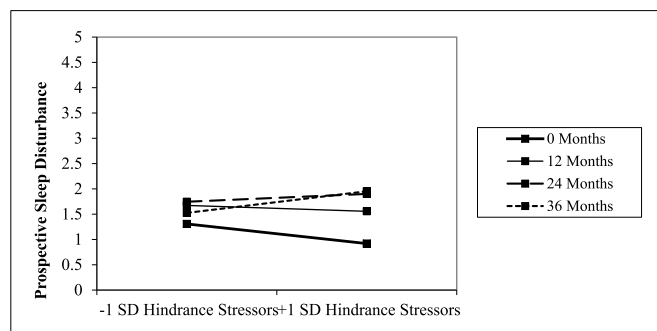 5
4.5
4
3.5
3
2.5
2
1.5
1
0.5
0
Prospective Sleep Disturbance
-1 SD Hindrance Stressors+1 SD Hindrance Stressors
0 Months
12 Months
24 Months
36 Months